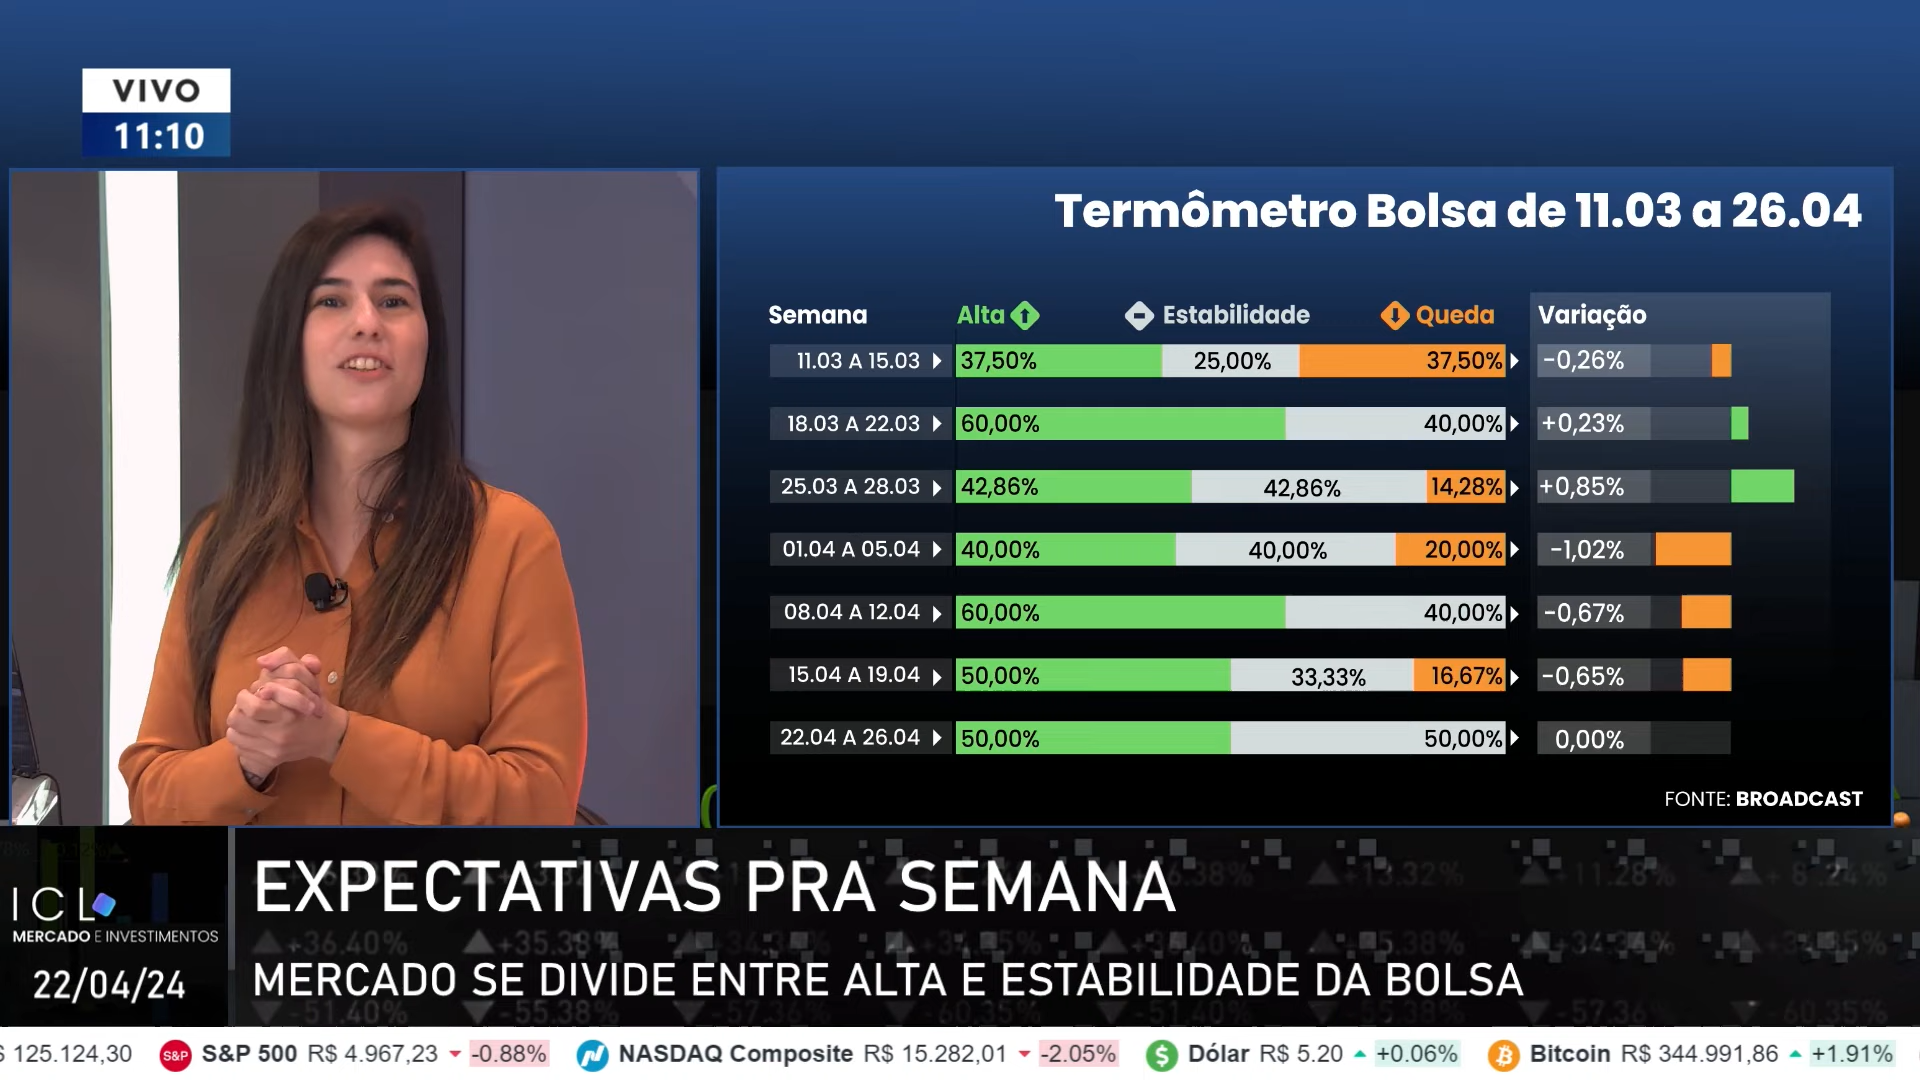 VIVO
11:10
Termômetro Bolsa de 11.03 a 26.04
Semana Alta Estabilidade Queda Variação
11.03 A 15.03 37,50% 25,00% 37,50% -0,26%
18.03 A 22.03 60,00% 40,00% +0,23%
25.03 A 28.03 42,86% 42,86% 14,28% +0,85%
01.04 A 05.04 40,00% 40,00% 20,00% -1,02%
08.04 A 12.04 60,00% 40,00% -0,67%
15.04 A 19.04 50,00% 33,33% 16,67% -0,65%
22.04 A 26.04 50,00% 50,00% 0,00%
FONTE: BROADCAST
EXPECTATIVAS PRA SEMANA
MERCADO SE DIVIDE ENTRE ALTA E ESTABILIDADE DA BOLSA
ICL
MERCADO E INVESTIMENTOS
22/04/24
125.124,30 S&P S&P 500 R$ 4.967,23 -0.88% NASDAQ Composite R$ 15.282,01 -2.05% $ Dólar R$ 5.20 +0.06% Bitcoin R$ 344.991,86 +1.91%